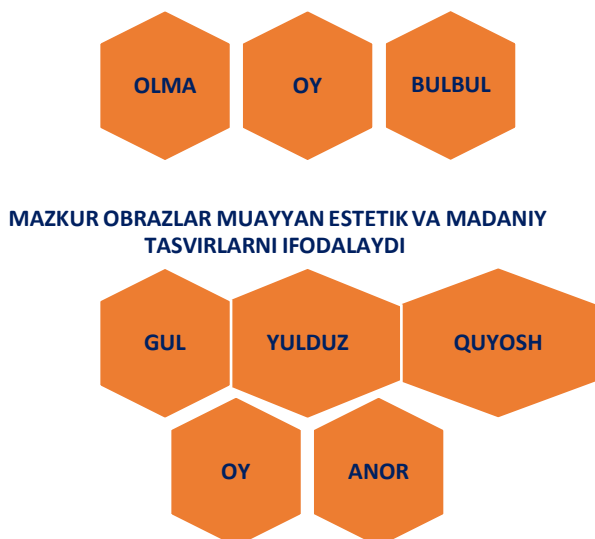 OLMA
OY
BULBUL
MAZKUR OBRAZLAR MUAYYAN ESTETIK VA MADANIY
TASVIRLARNI IFODALAYDI
GUL
YULDUZ
QUYOSH
OY
ANOR